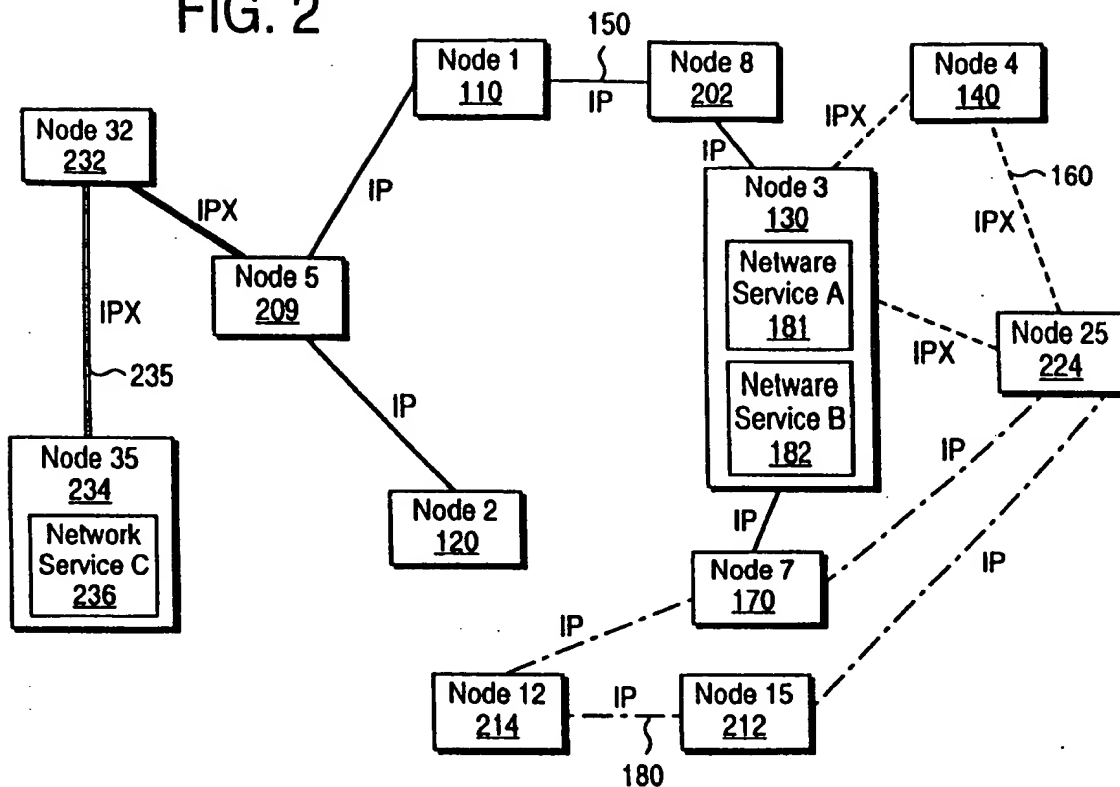 FIG. 2
150
Node 1
110
IP
Node 8
202
Node 4
140
Node 32
232
IPX
IP
IP
IPX
160
IPX
Node 3
130
Netware
Service A
181
Netware
Service B
182
Node 5
209
IPX
235
IPX
Node 25
224
IP
Node 35
234
Network
Service C
236
Node 2
120
IP
IP
IP
Node 7
170
IP
Node 12
214
IP
Node 15
212
180